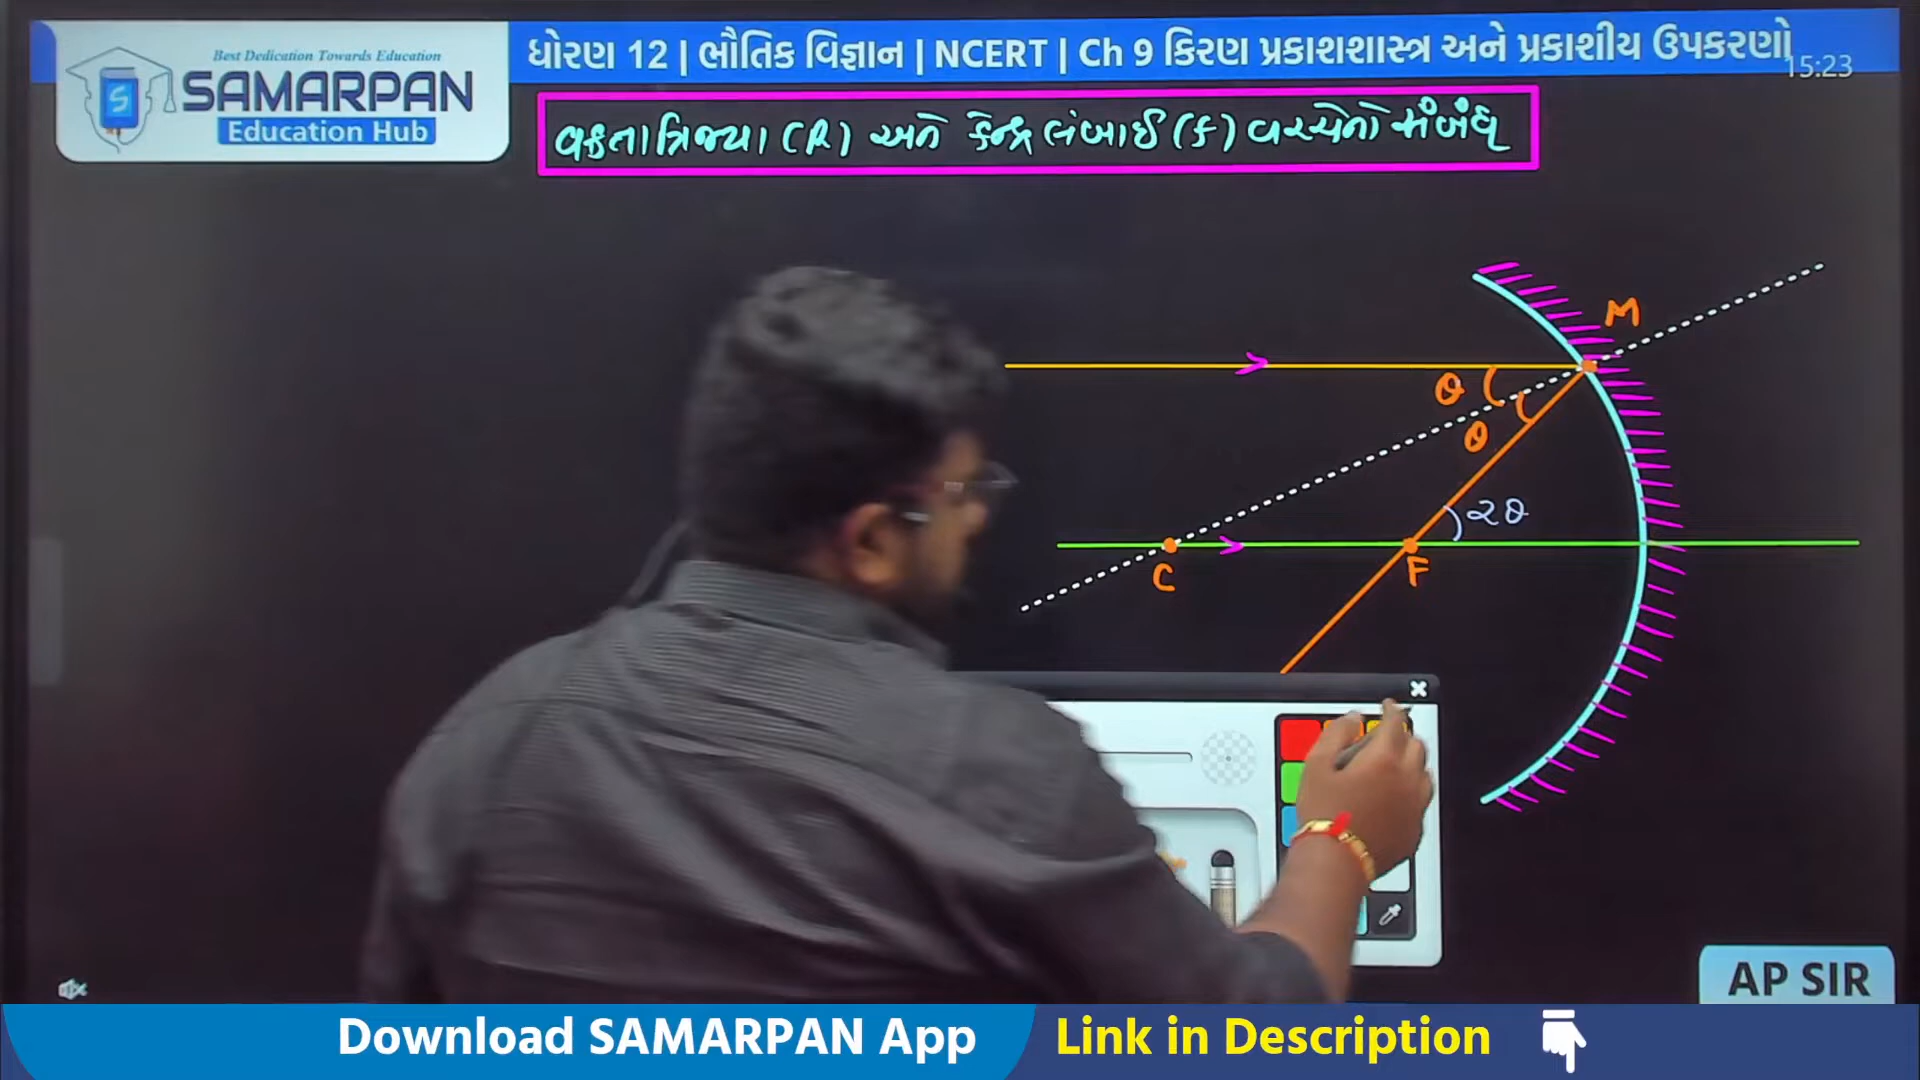 Best Dedication Towards Education
SAMARPAN
Education Hub
ધોરણ 12 | ભૌતિક વિજ્ઞાન | NCERT | Ch 9 કિરણ પ્રકાશશાસ્ત્ર અને પ્રકાશીય ઉપકરણો
15:23
વક્રતાત્રિજ્યા (R) અને કેન્દ્રલંબાઈ (f) વચ્ચેનો સંબંધ
M
θ
θ
2θ
C
F
AP SIR
Download SAMARPAN App
Link in Description